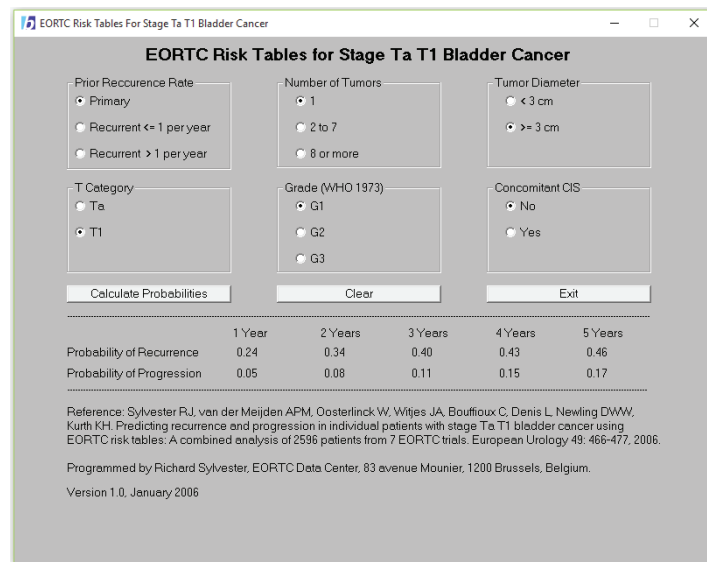 EORTC Risk Tables For Stage Ta T1 Bladder Cancer
EORTC Risk Tables for Stage Ta T1 Bladder Cancer
Prior Reccurence Rate
Primary
Recurrent <= 1 per year
Recurrent > 1 per year
Number of Tumors
1
2 to 7
8 or more
Tumor Diameter
< 3 cm
>= 3 cm
T Category
Ta
T1
Grade (WHO 1973)
G1
G2
G3
Concomitant CIS
No
Yes
Calculate Probabilities Clear Exit
1 Year 2 Years 3 Years 4 Years 5 Years
Probability of Recurrence 0.24 0.34 0.40 0.43 0.46
Probability of Progression 0.05 0.08 0.11 0.15 0.17
Reference: Sylvester RJ, van der Meijden APM, Oosterlinck W, Witjes JA, Bouffioux C, Denis L, Newling DWW,
Kurth KH. Predicting recurrence and progression in individual patients with stage Ta T1 bladder cancer using
EORTC risk tables: A combined analysis of 2596 patients from 7 EORTC trials. European Urology 49: 466-477, 2006.
Programmed by Richard Sylvester, EORTC Data Center, 83 avenue Mounier, 1200 Brussels, Belgium.
Version 1.0, January 2006